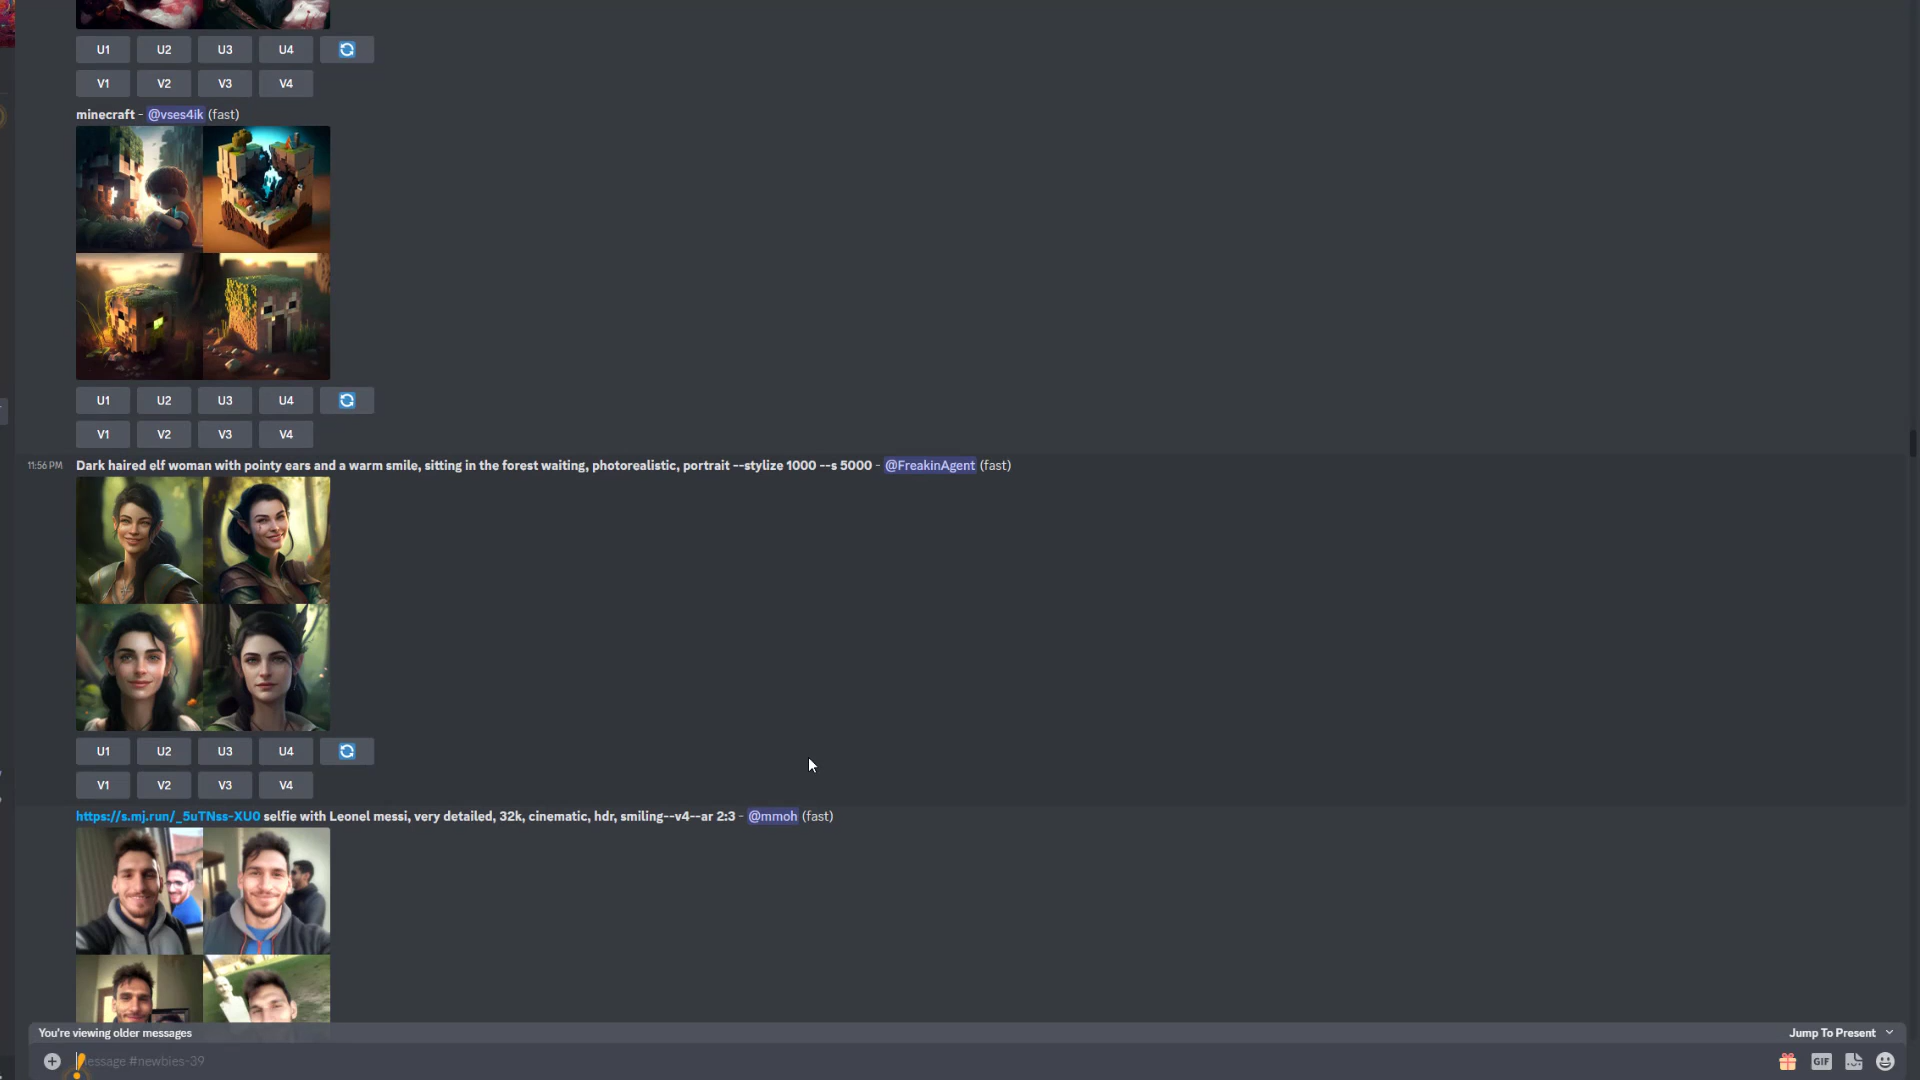 U1 U2 U3 U4
V1 V2 V3 V4
minecraft - @vses4ik (fast)
U1 U2 U3 U4
V1 V2 V3 V4
11:56 PM Dark haired elf woman with pointy ears and a warm smile, sitting in the forest waiting, photorealistic, portrait --stylize 1000 --s 5000 - @FreakinAgent (fast)
U1 U2 U3 U4
V1 V2 V3 V4
https://s.mj.run/_5uTNss-XU0 selfie with Leonel messi, very detailed, 32k, cinematic, hdr, smiling--v4--ar 2:3 - @mmoh (fast)
You're viewing older messages Jump To Present
essage #newbies-39 GIF